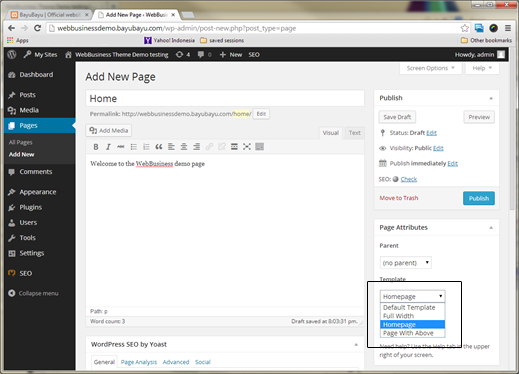 BayuBayu | Official webs
Add New Page ‹ WebBusin
webbusinessdemo.bayubayu.com/wp-admin/post-new.php?post_type=page
Apps Yahoo! Indonesia saved sessions Other bookmarks
My Sites WebBusiness Theme Demo testing 4 0 New SEO Howdy, admin
Dashboard
Posts
Media
Pages
All Pages
Add New
Comments
Appearance
Plugins
Users
Tools
Settings
SEO
Collapse menu
Screen Options Help
Add New Page
Home
Permalink: http://webbusinessdemo.bayubayu.com/home/ Edit
Add Media
Visual Text
Welcome to the WebBusiness demo page
Path: p
Word count: 3 Draft saved at 8:03:31 pm.
WordPress SEO by Yoast
General Page Analysis Advanced Social
Publish
Save Draft Preview
Status: Draft Edit
Visibility: Public Edit
Publish immediately Edit
SEO: Check
Move to Trash Publish
Page Attributes
Parent
(no parent)
Template
Homepage
Default Template
Full Width
Homepage
Page With Above
Need help? Use the Help tab in the upper
right of your screen.